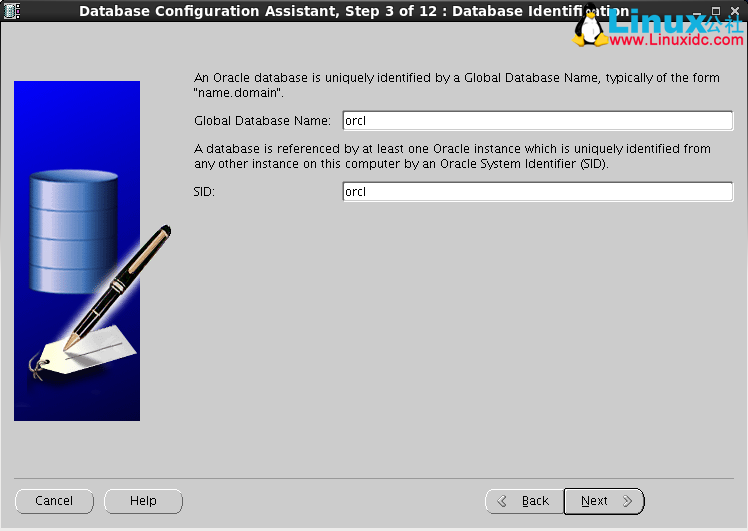 Database Configuration Assistant, Step 3 of 12 : Database Identification
Linux公社
www.Linuxidc.com
An Oracle database is uniquely identified by a Global Database Name, typically of the form
"name.domain".
Global Database Name: orcl
A database is referenced by at least one Oracle instance which is uniquely identified from
any other instance on this computer by an Oracle System Identifier (SID).
SID: orcl
Cancel Help Back Next